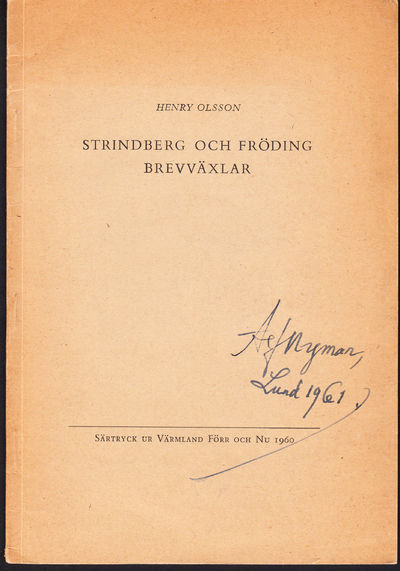 HENRY OLSSON
STRINDBERG OCH FRÖDING
BREVVÄXLAR
Alf Nyman,
Lund 1961.
SÄRTRYCK UR VÄRMLAND FÖRR OCH NU 1960